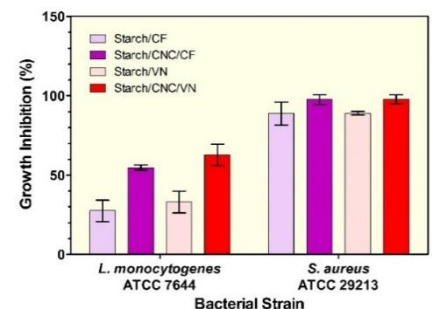 150
100
50
0
Growth Inhibition (%)
Starch/CF
Starch/CNC/CF
Starch/VN
Starch/CNC/VN
L. monocytogenes S. aureus
ATCC 7644 ATCC 29213
Bacterial Strain